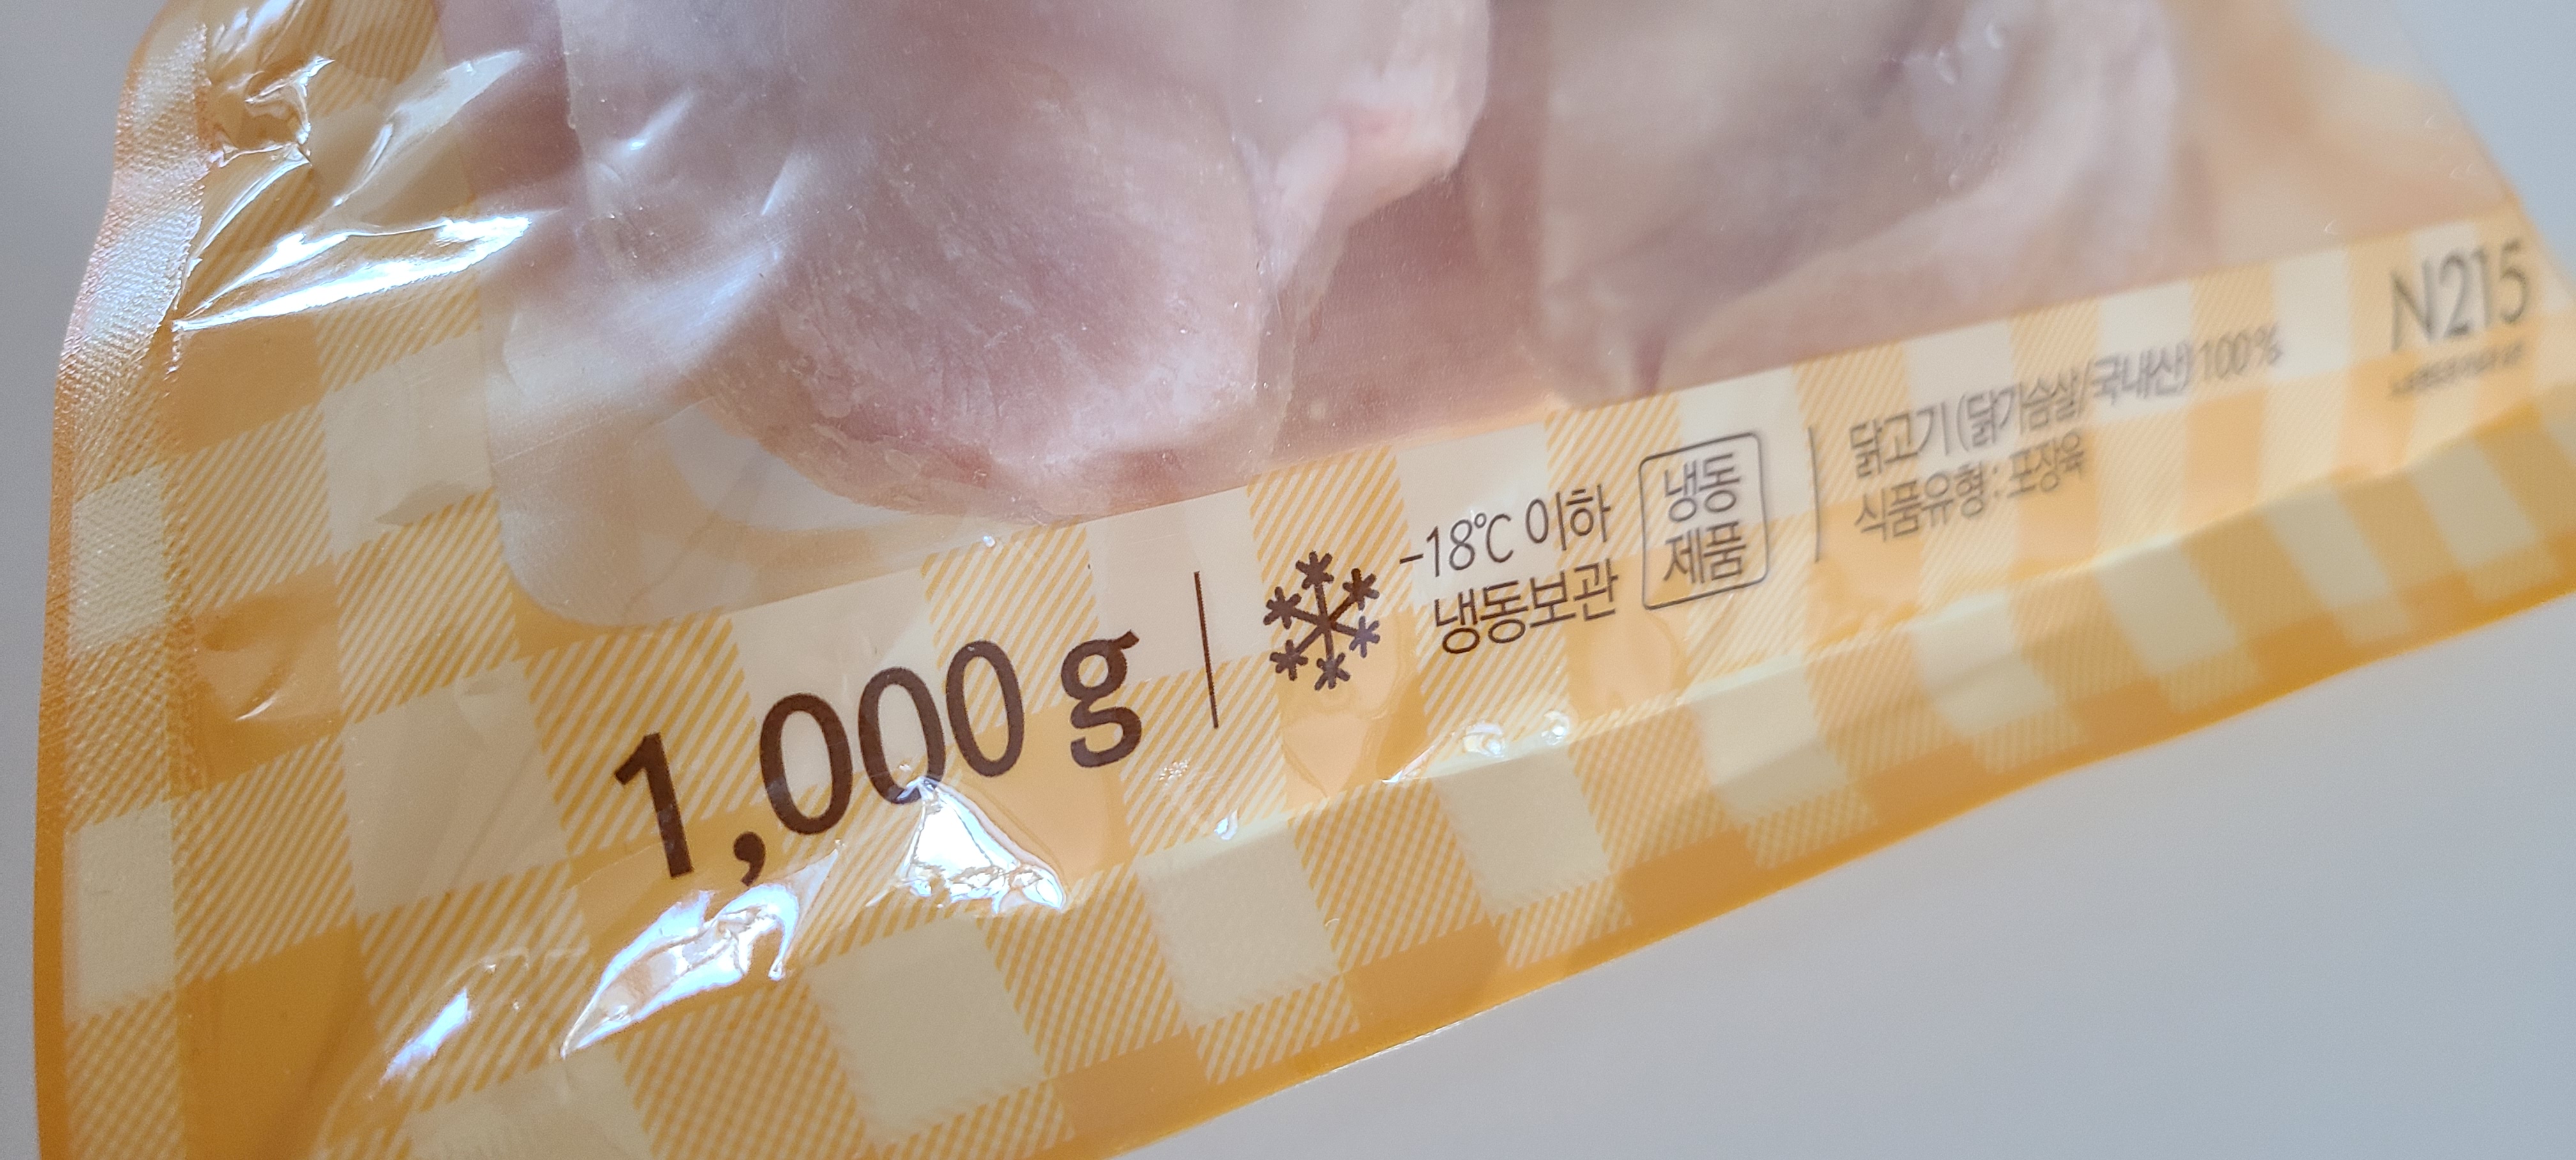 1,000 g
-18℃ 이하
냉동보관
냉동
제품
닭고기 (닭가슴살/국내산) 100%
식품유형 : 포장육
N215